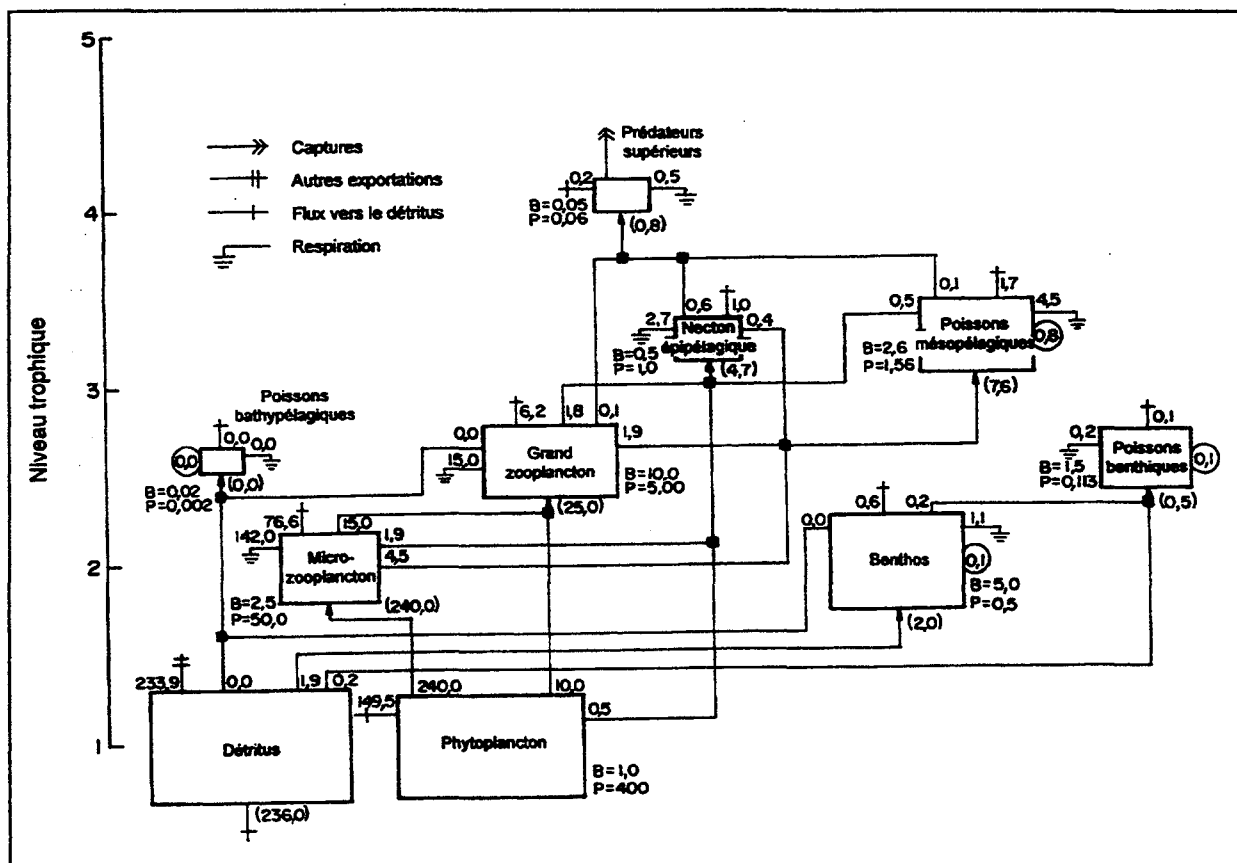 5
4
3
2
1
Niveau trophique
Captures
Autres exportations
Flux vers le détritus
Respiration
Prédateurs
supérieurs
0,2
0,5
B=0,05
P=0,06
(0,8)
0,6
1,0
2,7
0,4
Necton
épipélagique
B=0,5
P=1,0
(4,7)
0,1
1,7
0,5
4,5
Poissons
mésopélagiques
0,8
B=2,6
P=1,56
(7,6)
Poissons
bathypélagiques
0,0
0,0
0,0
(0,0)
B=0,02
P=0,002
6,2
1,8
0,1
0,0
1,9
15,0
Grand
zooplancton
B=10,0
P=5,00
(25,0)
0,1
0,2
Poissons
benthiques
0,1
B=1,5
P=0,113
(0,5)
76,6
15,0
142,0
1,9
4,5
Micro-
zooplancton
B=2,5
P=50,0
(240,0)
0,6
0,2
0,0
1,1
Benthos
0,1
B=5,0
P=0,5
(2,0)
233,9
0,0
1,9
0,2
Détritus
(236,0)
149,5
240,0
10,0
0,5
Phytoplancton
B=1,0
P=400